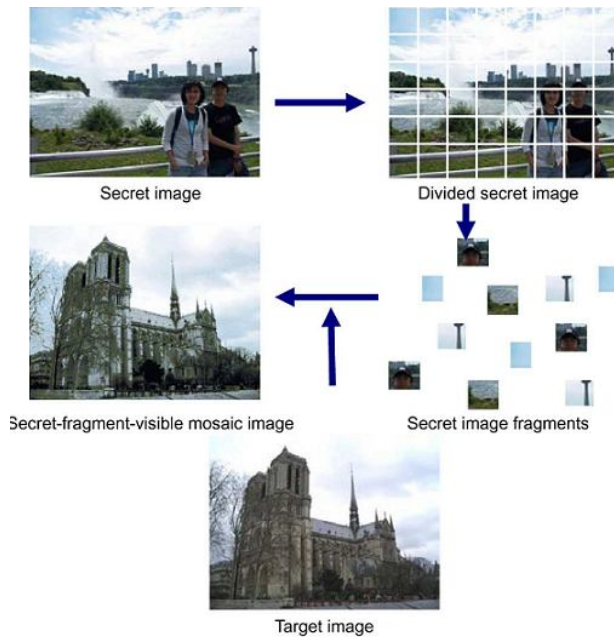 Secret image
Divided secret image
Secret-fragment-visible mosaic image
Secret image fragments
Target image